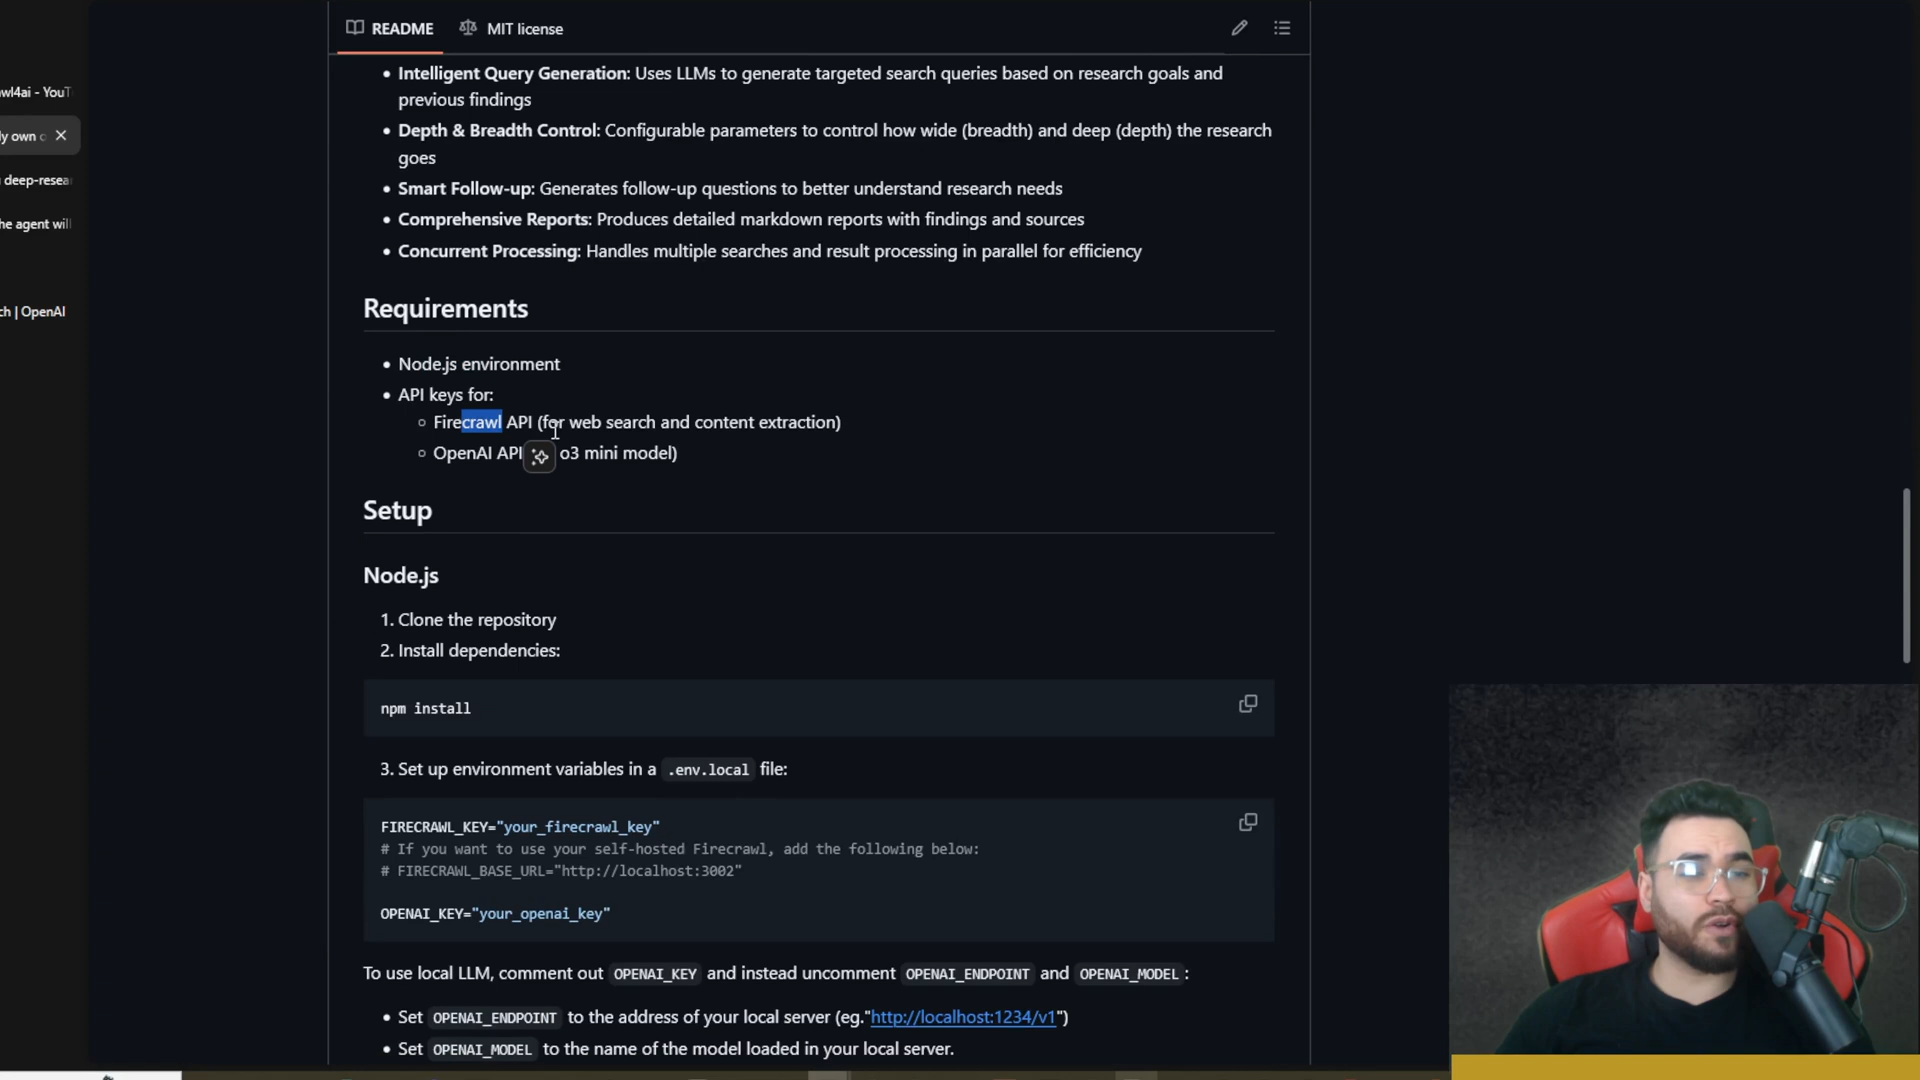 README
MIT license
wl4ai - YouT
ly own c
deep-resea
he agent will
ch | OpenAI
• Intelligent Query Generation: Uses LLMs to generate targeted search queries based on research goals and
previous findings
• Depth & Breadth Control: Configurable parameters to control how wide (breadth) and deep (depth) the research
goes
• Smart Follow-up: Generates follow-up questions to better understand research needs
• Comprehensive Reports: Produces detailed markdown reports with findings and sources
• Concurrent Processing: Handles multiple searches and result processing in parallel for efficiency
Requirements
• Node.js environment
• API keys for:
○ Firecrawl API (for web search and content extraction)
○ OpenAI API o3 mini model)
Setup
Node.js
1. Clone the repository
2. Install dependencies:
npm install
3. Set up environment variables in a .env.local file:
FIRECRAWL_KEY="your_firecrawl_key"
# If you want to use your self-hosted Firecrawl, add the following below:
# FIRECRAWL_BASE_URL="http://localhost:3002"
OPENAI_KEY="your_openai_key"
To use local LLM, comment out OPENAI_KEY and instead uncomment OPENAI_ENDPOINT and OPENAI_MODEL :
• Set OPENAI_ENDPOINT to the address of your local server (eg."http://localhost:1234/v1")
• Set OPENAI_MODEL to the name of the model loaded in your local server.